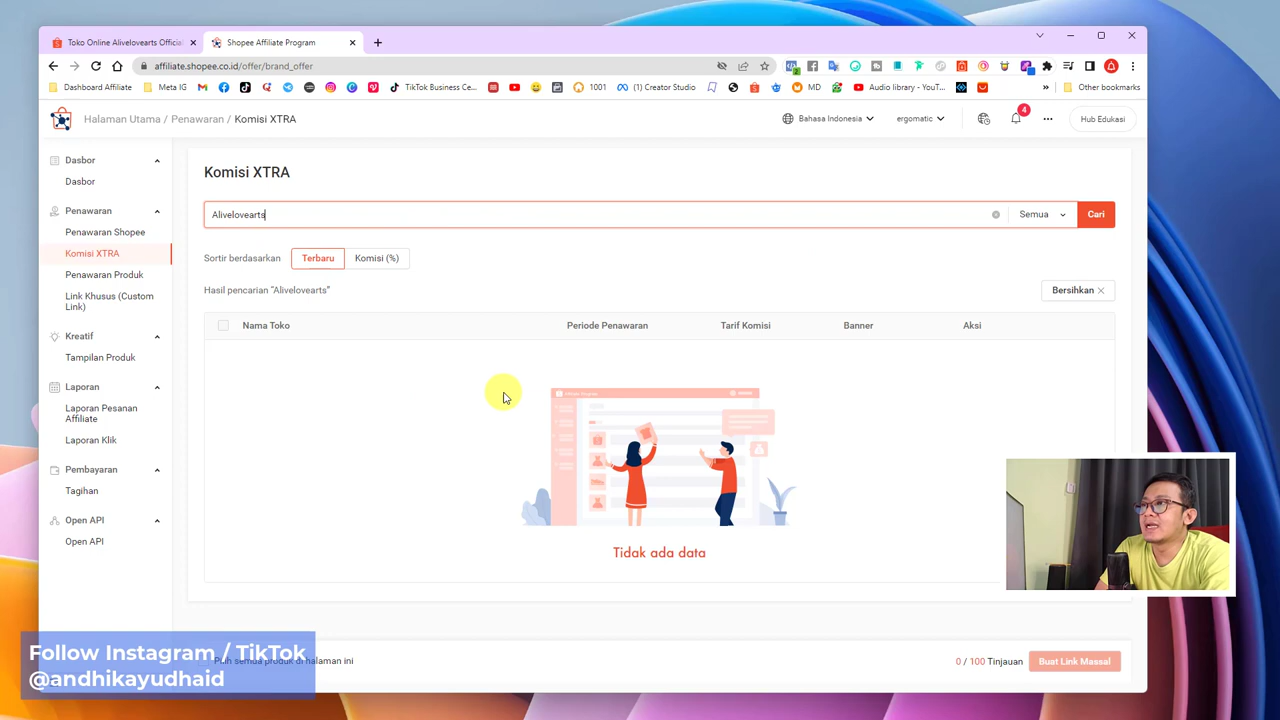 Toko Online Alivelovearts Officia
Shopee Affiliate Program
affiliate.shopee.co.id/offer/brand_offer
Dashboard Affiliate
Meta IG
TikTok Business Ce...
1001
(1) Creator Studio
MD
Audio library - YouT...
Other bookmarks
Halaman Utama / Penawaran / Komisi XTRA
Bahasa Indonesia
ergomatic
4
Hub Edukasi
Dasbor
Dasbor
Penawaran
Penawaran Shopee
Komisi XTRA
Penawaran Produk
Link Khusus (Custom
Link)
Kreatif
Tampilan Produk
Laporan
Laporan Pesanan
Affiliate
Laporan Klik
Pembayaran
Tagihan
Open API
Open API
Komisi XTRA
Alivelovearts
Semua
Cari
Sortir berdasarkan
Terbaru
Komisi (%)
Hasil pencarian "Alivelovearts"
Bersihkan
Nama Toko
Periode Penawaran
Tarif Komisi
Banner
Aksi
Tidak ada data
Pilih semua produk di halaman ini
0 / 100 Tinjauan
Buat Link Massal
Follow Instagram / TikTok
@andhikayudhaid